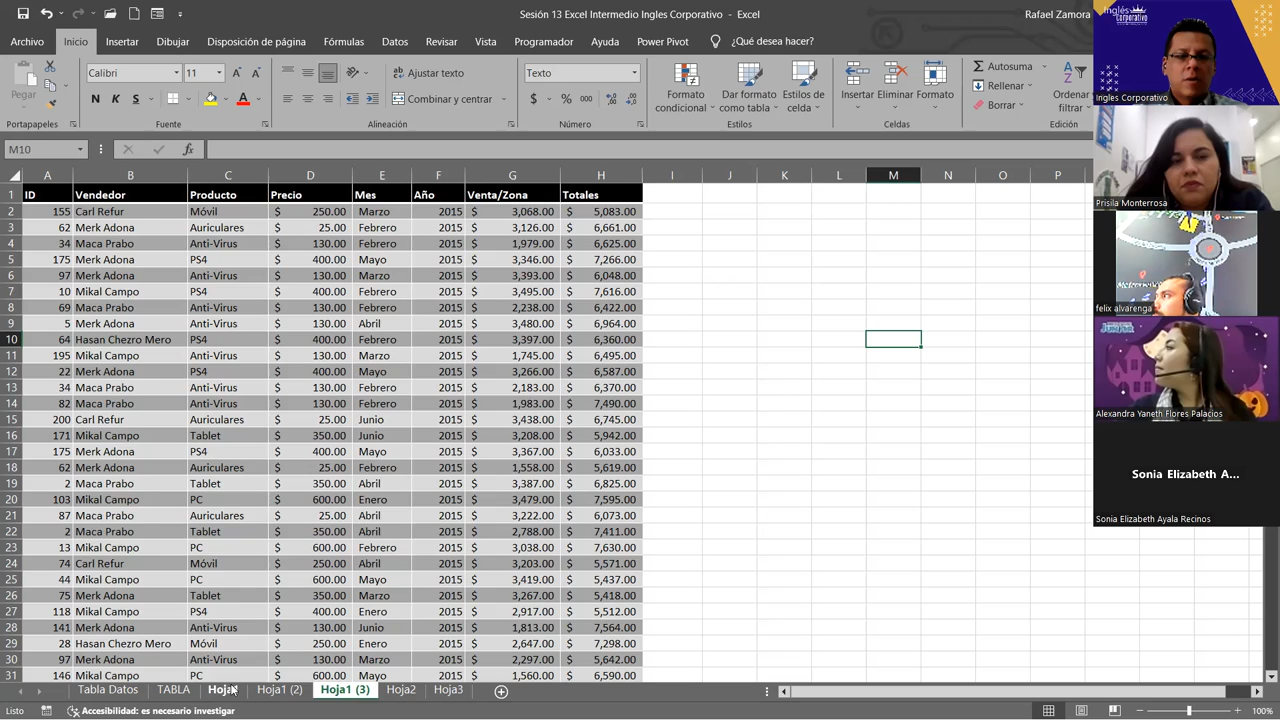 Sesión 13 Excel Intermedio Ingles Corporativo - Excel
Rafael Zamora
Archivo Inicio Insertar Dibujar Disposición de página Fórmulas Datos Revisar Vista Programador Ayuda Power Pivot ¿Qué desea hacer?
Pegar
Calibri 11
N K S
Ajustar texto
Combinar y centrar
Texto
$ % 000
Formato condicional
Dar formato como tabla
Estilos de celda
Insertar Eliminar Formato
Autosuma
Rellenar
Borrar
Ordenar filtrar
Portapapeles Fuente Alineación Número Estilos Celdas Edición
M10
fx
A B C D E F G H I J K L M N O P
1 ID Vendedor Producto Precio Mes Año Venta/Zona Totales
2 155 Carl Refur Móvil $ 250.00 Marzo 2015 $ 3,068.00 $ 5,083.00
3 62 Merk Adona Auriculares $ 25.00 Febrero 2015 $ 3,126.00 $ 6,661.00
4 34 Maca Prabo Anti-Virus $ 130.00 Febrero 2015 $ 1,979.00 $ 6,625.00
5 175 Merk Adona PS4 $ 400.00 Mayo 2015 $ 3,346.00 $ 7,266.00
6 97 Merk Adona Anti-Virus $ 130.00 Marzo 2015 $ 3,393.00 $ 6,048.00
7 10 Mikal Campo PS4 $ 400.00 Febrero 2015 $ 3,495.00 $ 7,616.00
8 69 Maca Prabo Anti-Virus $ 130.00 Febrero 2015 $ 2,238.00 $ 6,422.00
9 5 Merk Adona Anti-Virus $ 130.00 Abril 2015 $ 3,480.00 $ 6,964.00
10 64 Hasan Chezro Mero PS4 $ 400.00 Febrero 2015 $ 3,397.00 $ 6,360.00
11 195 Mikal Campo Anti-Virus $ 130.00 Marzo 2015 $ 1,745.00 $ 6,495.00
12 22 Merk Adona PS4 $ 400.00 Mayo 2015 $ 3,266.00 $ 6,587.00
13 34 Maca Prabo Anti-Virus $ 130.00 Febrero 2015 $ 2,183.00 $ 6,370.00
14 82 Maca Prabo Anti-Virus $ 130.00 Febrero 2015 $ 1,983.00 $ 7,490.00
15 200 Carl Refur Auriculares $ 25.00 Junio 2015 $ 3,438.00 $ 6,745.00
16 171 Mikal Campo Tablet $ 350.00 Junio 2015 $ 3,208.00 $ 5,942.00
17 175 Merk Adona PS4 $ 400.00 Mayo 2015 $ 3,367.00 $ 6,033.00
18 62 Merk Adona Auriculares $ 25.00 Febrero 2015 $ 1,558.00 $ 5,619.00
19 2 Maca Prabo Tablet $ 350.00 Abril 2015 $ 3,387.00 $ 6,825.00
20 103 Mikal Campo PC $ 600.00 Enero 2015 $ 3,479.00 $ 7,595.00
21 87 Maca Prabo Auriculares $ 25.00 Abril 2015 $ 3,222.00 $ 6,073.00
22 2 Maca Prabo Tablet $ 350.00 Abril 2015 $ 2,788.00 $ 7,411.00
23 13 Mikal Campo PC $ 600.00 Febrero 2015 $ 3,038.00 $ 7,630.00
24 74 Carl Refur Móvil $ 250.00 Abril 2015 $ 3,203.00 $ 5,571.00
25 44 Mikal Campo PC $ 600.00 Mayo 2015 $ 3,419.00 $ 5,437.00
26 75 Merk Adona Tablet $ 350.00 Mayo 2015 $ 3,267.00 $ 5,418.00
27 118 Mikal Campo PS4 $ 400.00 Enero 2015 $ 2,917.00 $ 5,512.00
28 141 Merk Adona Anti-Virus $ 130.00 Junio 2015 $ 1,813.00 $ 7,564.00
29 28 Hasan Chezro Mero Móvil $ 250.00 Enero 2015 $ 2,647.00 $ 7,298.00
30 97 Merk Adona Anti-Virus $ 130.00 Marzo 2015 $ 2,297.00 $ 5,642.00
31 146 Mikal Campo PC $ 600.00 Mayo 2015 $ 1,560.00 $ 6,590.00
Tabla Datos TABLA Hoja1 Hoja1 (2) Hoja1 (3) Hoja2 Hoja3
Listo Accesibilidad: es necesario investigar 100%
Inglés Corporativo
Ingles Corporativo
Prisila Monterrosa
felix alvarenga
Alexandra Yaneth Flores Palacios
Sonia Elizabeth A...
Sonia Elizabeth Ayala Recinos